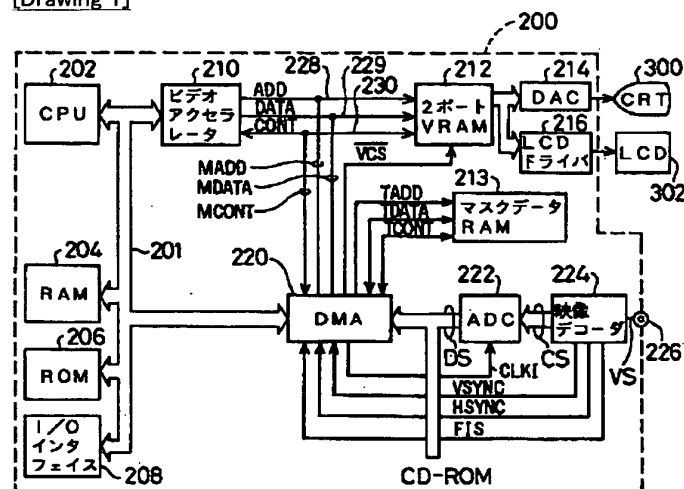 [Drawing 1]
200
202
CPU
210
ビデオ
アクセラ
レータ
ADD
DATA
CONT
228
229
230
212
2ポート
VRAM
214
DAC
300
CRT
216
LCD
ドライバ
LCD
302
VCS
MADD
MDATA
MCONT
TADD
TDATA
TCONT
213
マスクデータ
RAM
204
RAM
201
220
DMA
222
ADC
224
映像
デコーダ
226
VS
DS
CS
CLKI
206
ROM
VSYNC
HSYNC
FIS
I/O
インタ
フェイス
208
CD-ROM